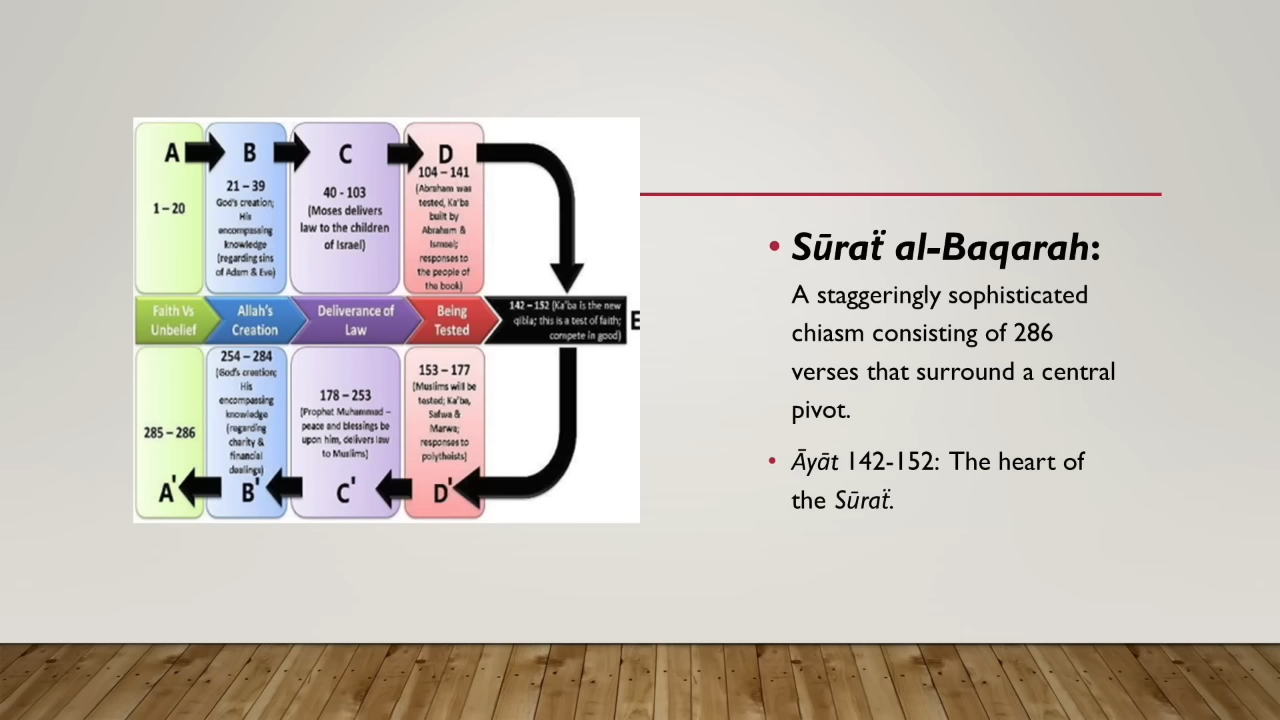 A
1 – 20
B
21 – 39
God's creation;
His
encompassing
knowledge
(regarding sins
of Adam & Eve)
C
40 - 103
(Moses delivers
law to the children
of Israel)
D
104 – 141
(Abraham was
tested, Ka'ba
built by
Abraham &
Ismael;
responses to
the people of
the book)
Faith Vs
Unbelief
Allah's
Creation
Deliverance of
Law
Being
Tested
142 – 152 (Ka'ba is the new
qibla; this is a test of faith;
compete in good)
E
285 – 286
A'
254 – 284
(God's creation;
His
encompassing
knowledge
(regarding
charity &
financial
dealings)
B'
178 – 253
(Prophet Muhammad –
peace and blessings be
upon him, delivers law
to Muslims)
C'
153 – 177
(Muslims will be
tested; Ka'ba,
Safwa &
Marwa;
responses to
polytheists)
D'
• Sūraẗ al-Baqarah:
A staggeringly sophisticated
chiasm consisting of 286
verses that surround a central
pivot.
• Āyāt 142-152: The heart of
the Sūraẗ.